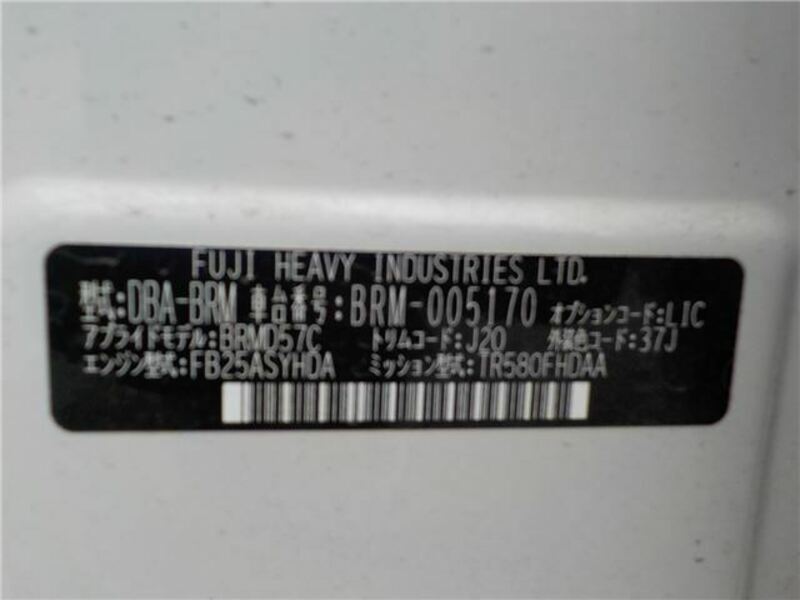 FUJI HEAVY INDUSTRIES LTD.
型式:DBA-BRM 車台番号:BRM-005170 オプションコード:LIC
アプライドモデル:BRMD57C トリムコード:J20 外装色コード:37J
エンジン型式:FB25ASYHDA ミッション型式:TR580FHDAA